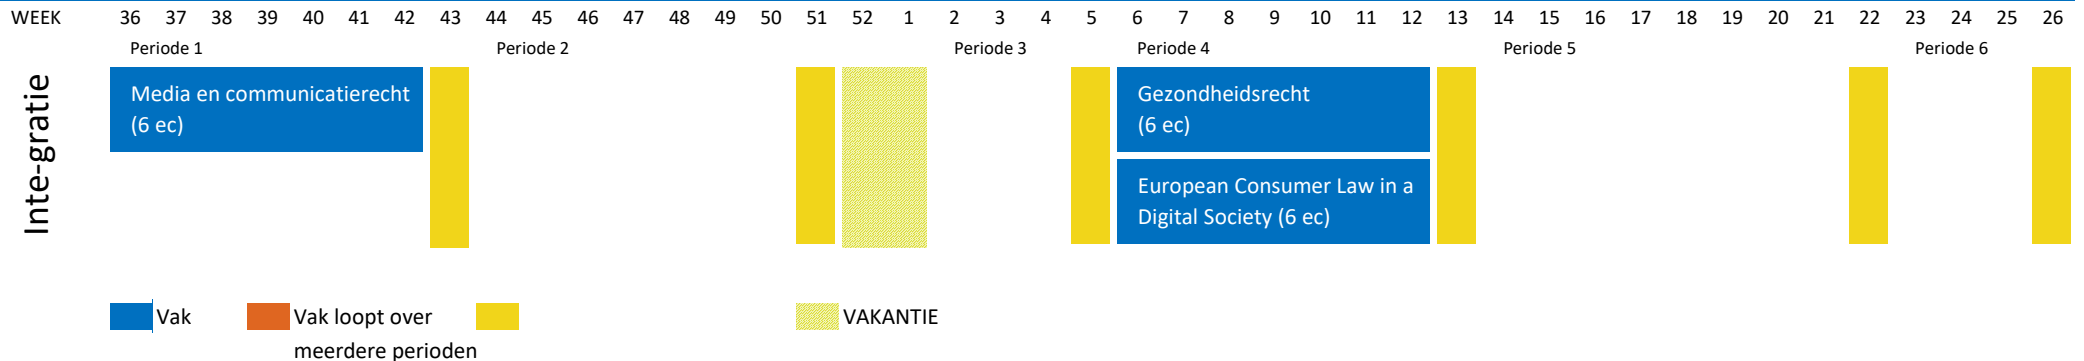 WEEK 36 37 38 39 40 41 42 43 44 45 46 47 48 49 50 51 52 1 2 3 4 5 6 7 8 9 10 11 12 13 14 15 16 17 18 19 20 21 22 23 24 25 26
Periode 1 Periode 2 Periode 3 Periode 4 Periode 5 Periode 6
Inte-gratie
Media en communicatierecht
(6 ec)
Gezondheidsrecht
(6 ec)
European Consumer Law in a
Digital Society (6 ec)
Vak
Vak loopt over
meerdere perioden
VAKANTIE